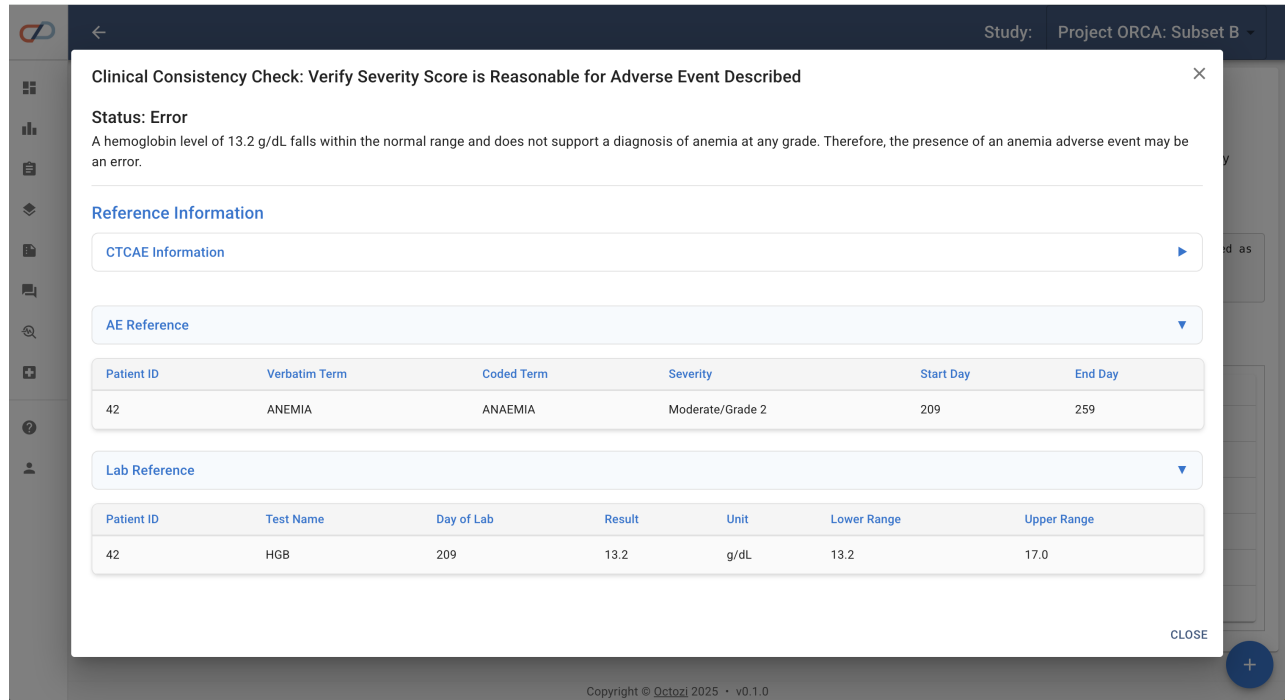 Study: Project ORCA: Subset B
Clinical Consistency Check: Verify Severity Score is Reasonable for Adverse Event Described
Status: Error
A hemoglobin level of 13.2 g/dL falls within the normal range and does not support a diagnosis of anemia at any grade. Therefore, the presence of an anemia adverse event may be
an error.
y
Reference Information
CTCAE Information
ed as
AE Reference
Patient ID Verbatim Term Coded Term Severity Start Day End Day
42 ANEMIA ANAEMIA Moderate/Grade 2 209 259
Lab Reference
Patient ID Test Name Day of Lab Result Unit Lower Range Upper Range
42 HGB 209 13.2 g/dL 13.2 17.0
CLOSE
Copyright © Octozi 2025 • v0.1.0